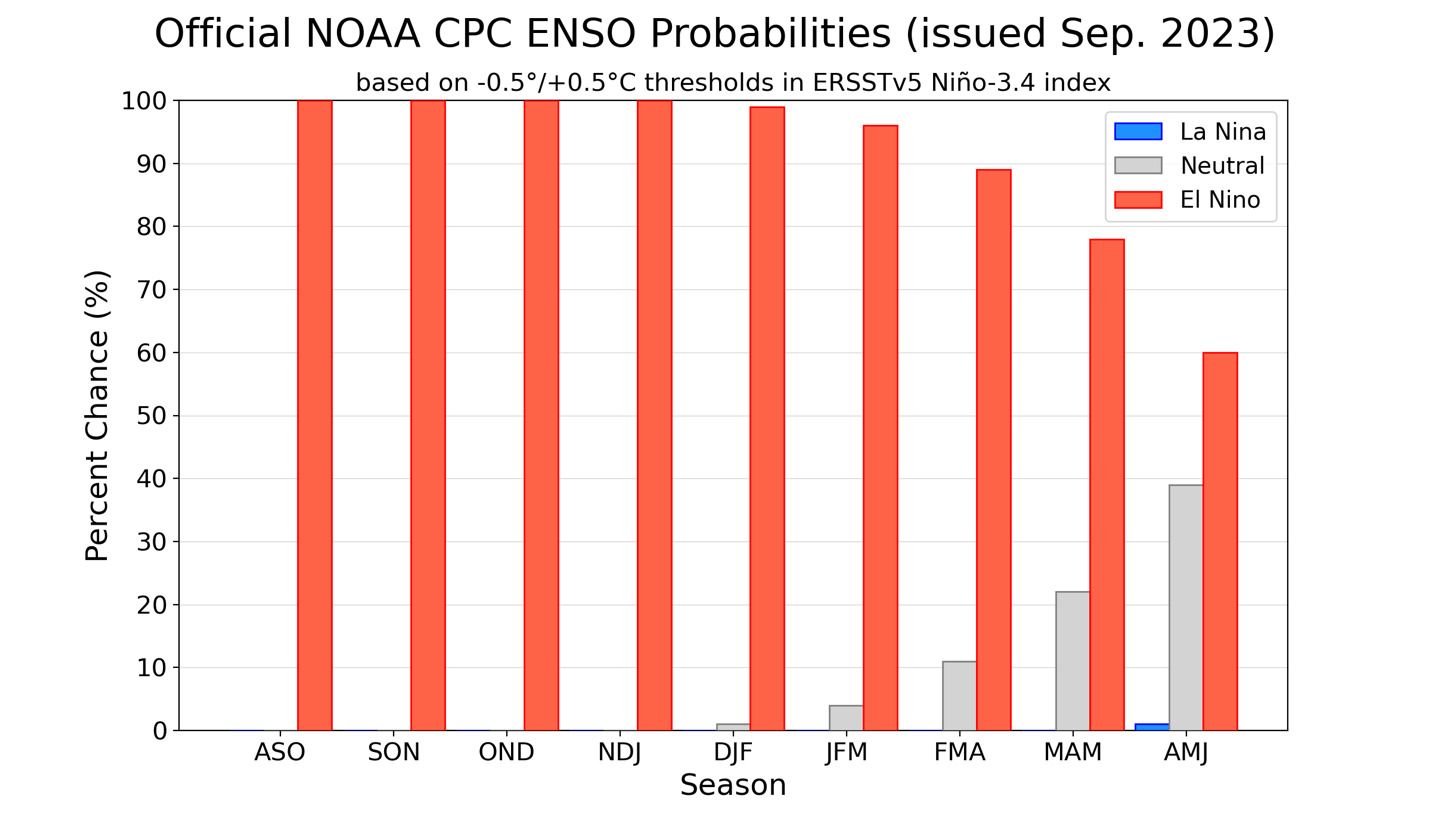 Official NOAA CPC ENSO Probabilities (issued Sep. 2023)
based on -0.5°/+0.5°C thresholds in ERSSTv5 Niño-3.4 index
Percent Chance (%)
100
90
80
70
60
50
40
30
20
10
0
La Nina
Neutral
El Nino
ASO SON OND NDJ DJF JFM FMA MAM AMJ
Season